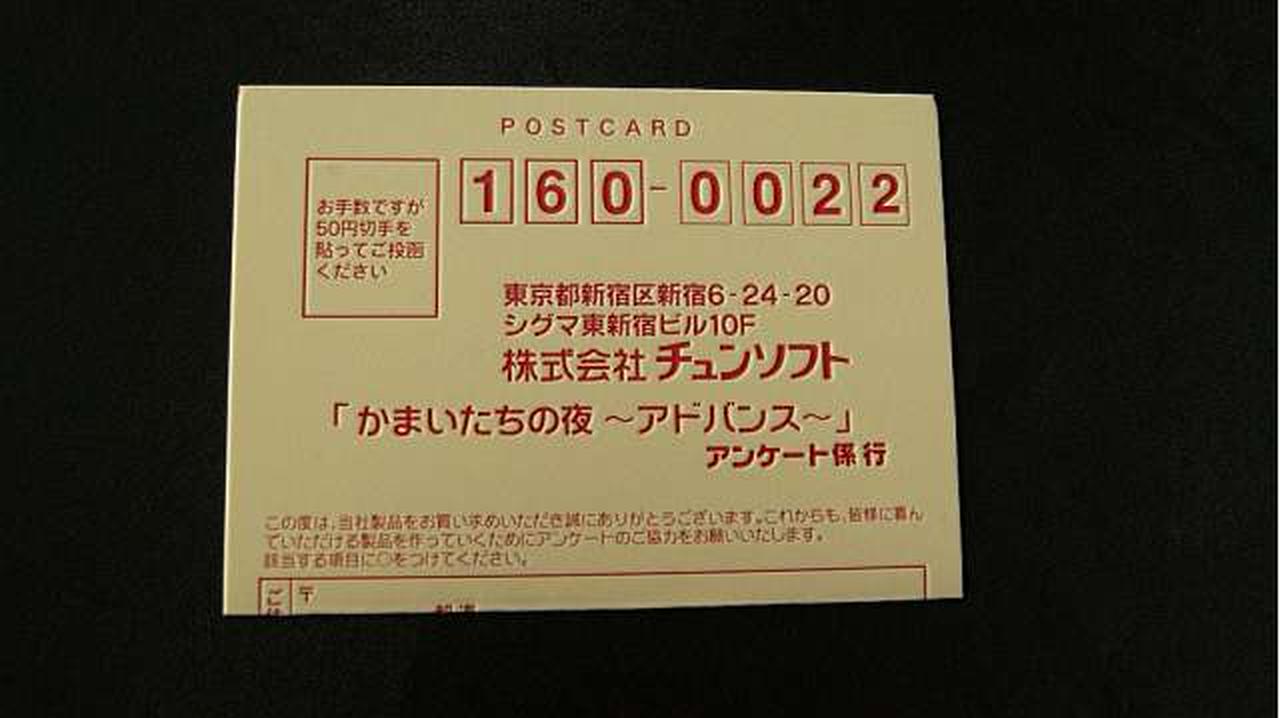 POSTCARD
160-0022
お手数ですが
50円切手を
貼ってご投函
ください
東京都新宿区新宿6-24-20
シグマ東新宿ビル10F
株式会社 チュンソフト
「かまいたちの夜 ～アドバンス～」
アンケート係 行
この度は、当社製品をお買い求めいただき誠にありがとうございます。これからも、皆様に喜ん
でいただける製品を作っていくためにアンケートのご協力をお願いいたします。
該当する項目に○をつけてください。
〒